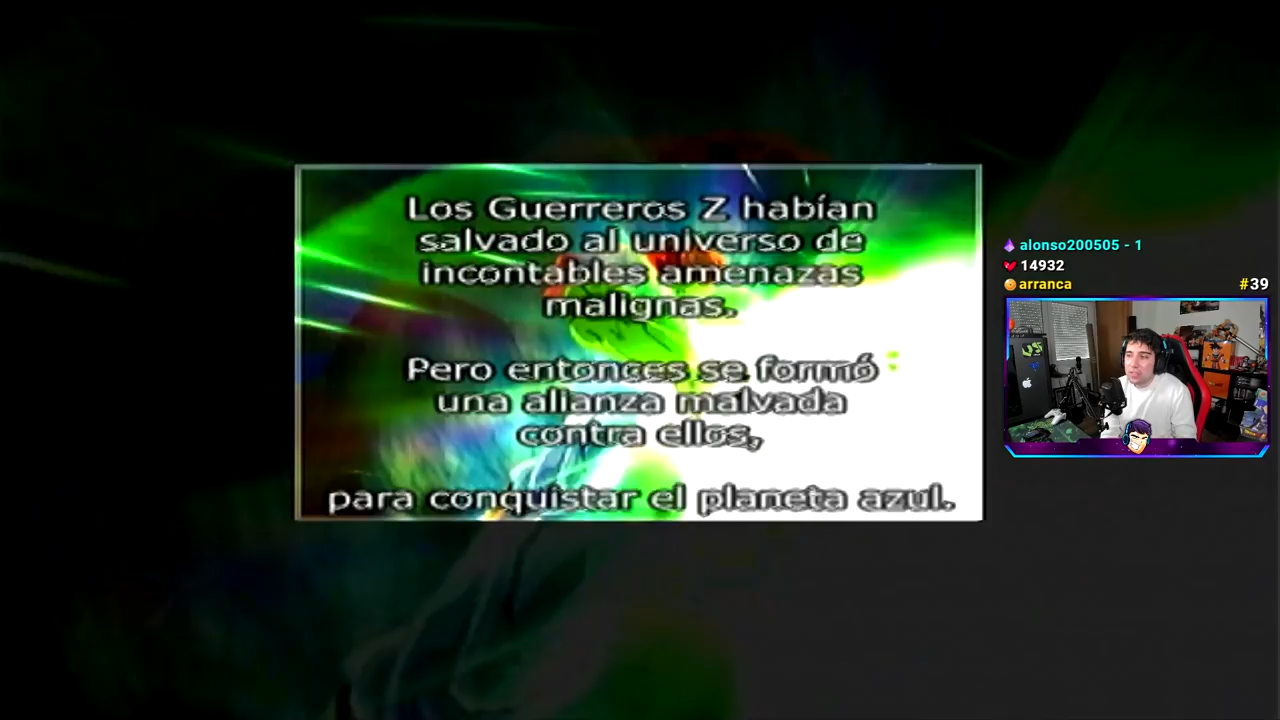 Los Guerreros Z habían
salvado al universo de
incontables amenazas
malignas.
Pero entonces se formó
una alianza malvada
contra ellos,
para conquistar el planeta azul.
alonso200505 - 1
14932
arranca
#39